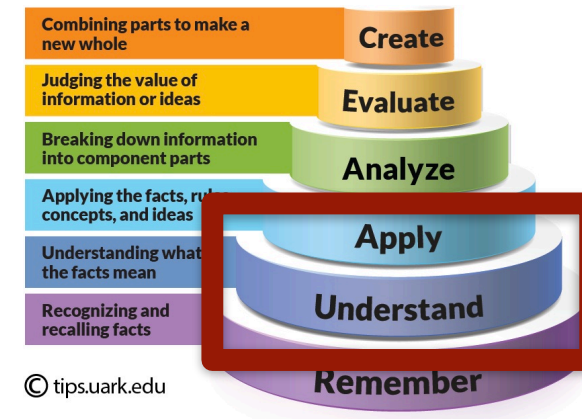 Combining parts to make a
new whole
Create
Judging the value of
information or ideas
Evaluate
Breaking down information
into component parts
Analyze
Applying the facts, rules
concepts, and ideas
Apply
Understanding what
the facts mean
Understand
Recognizing and
recalling facts
Remember
© tips.uark.edu